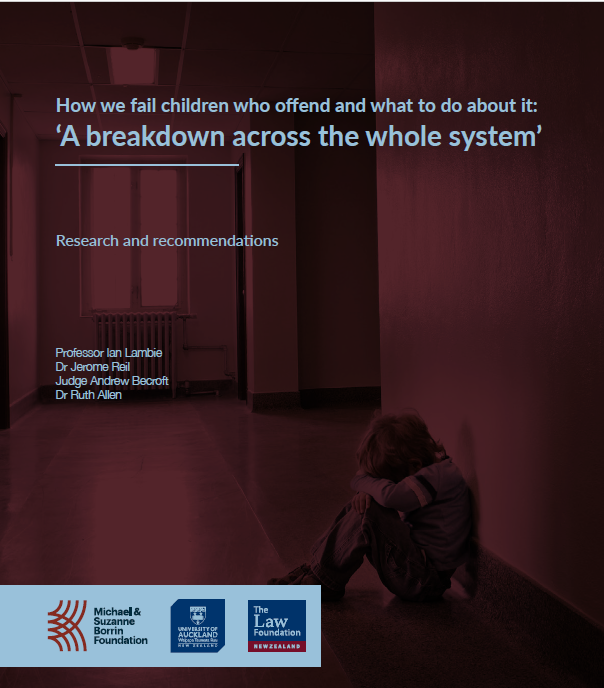 How we fail children who offend and what to do about it:
‘A breakdown across the whole system’
Research and recommendations
Professor Ian Lambie
Dr Jerome Reil
Judge Andrew Becroft
Dr Ruth Allen
Michael &
Suzanne
Borrin
Foundation
UNIVERSITY OF
AUCKLAND
Waipapa Taumata Rau
NEW ZEALAND
The
Law
Foundation
NEW ZEALAND